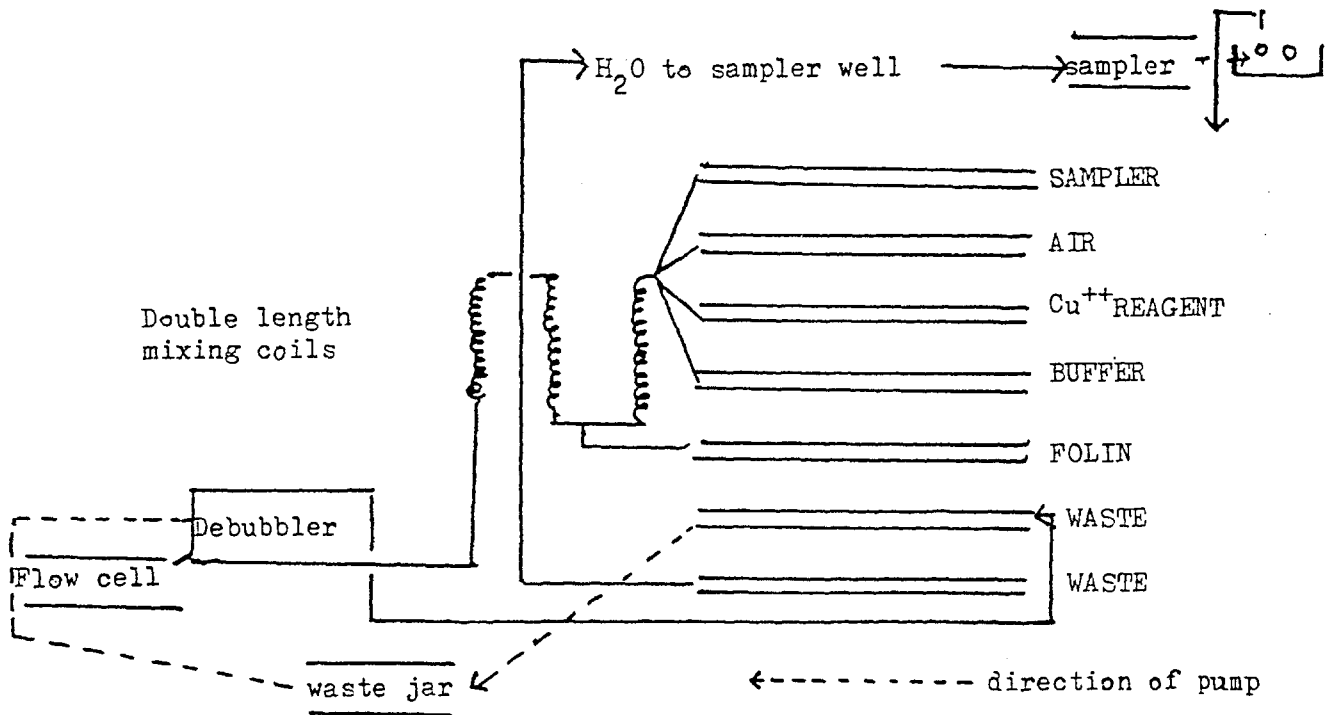 H2O to sampler well
sampler
SAMPLER
AIR
Cu++ REAGENT
Double length
mixing coils
BUFFER
FOLIN
Debubbler
WASTE
Flow cell
WASTE
waste jar
direction of pump